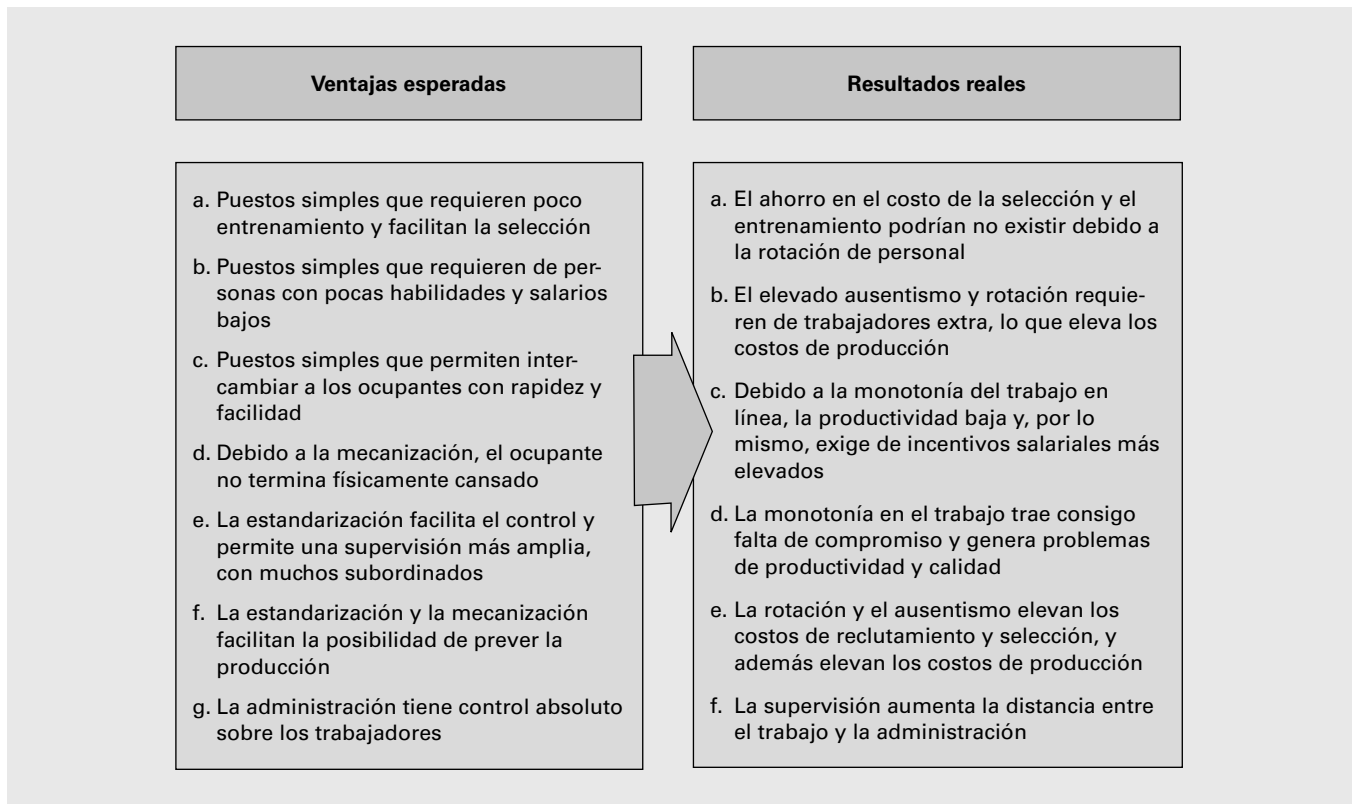 Ventajas esperadas
a. Puestos simples que requieren poco
entrenamiento y facilitan la selección
b. Puestos simples que requieren de per-
sonas con pocas habilidades y salarios
bajos
c. Puestos simples que permiten inter-
cambiar a los ocupantes con rapidez y
facilidad
d. Debido a la mecanización, el ocupante
no termina físicamente cansado
e. La estandarización facilita el control y
permite una supervisión más amplia,
con muchos subordinados
f. La estandarización y la mecanización
facilitan la posibilidad de prever la
producción
g. La administración tiene control absoluto
sobre los trabajadores
Resultados reales
a. El ahorro en el costo de la selección y el
entrenamiento podrían no existir debido a
la rotación de personal
b. El elevado ausentismo y rotación requie-
ren de trabajadores extra, lo que eleva los
costos de producción
c. Debido a la monotonía del trabajo en
línea, la productividad baja y, por lo
mismo, exige de incentivos salariales más
elevados
d. La monotonía en el trabajo trae consigo
falta de compromiso y genera problemas
de productividad y calidad
e. La rotación y el ausentismo elevan los
costos de reclutamiento y selección, y
además elevan los costos de producción
f. La supervisión aumenta la distancia entre
el trabajo y la administración